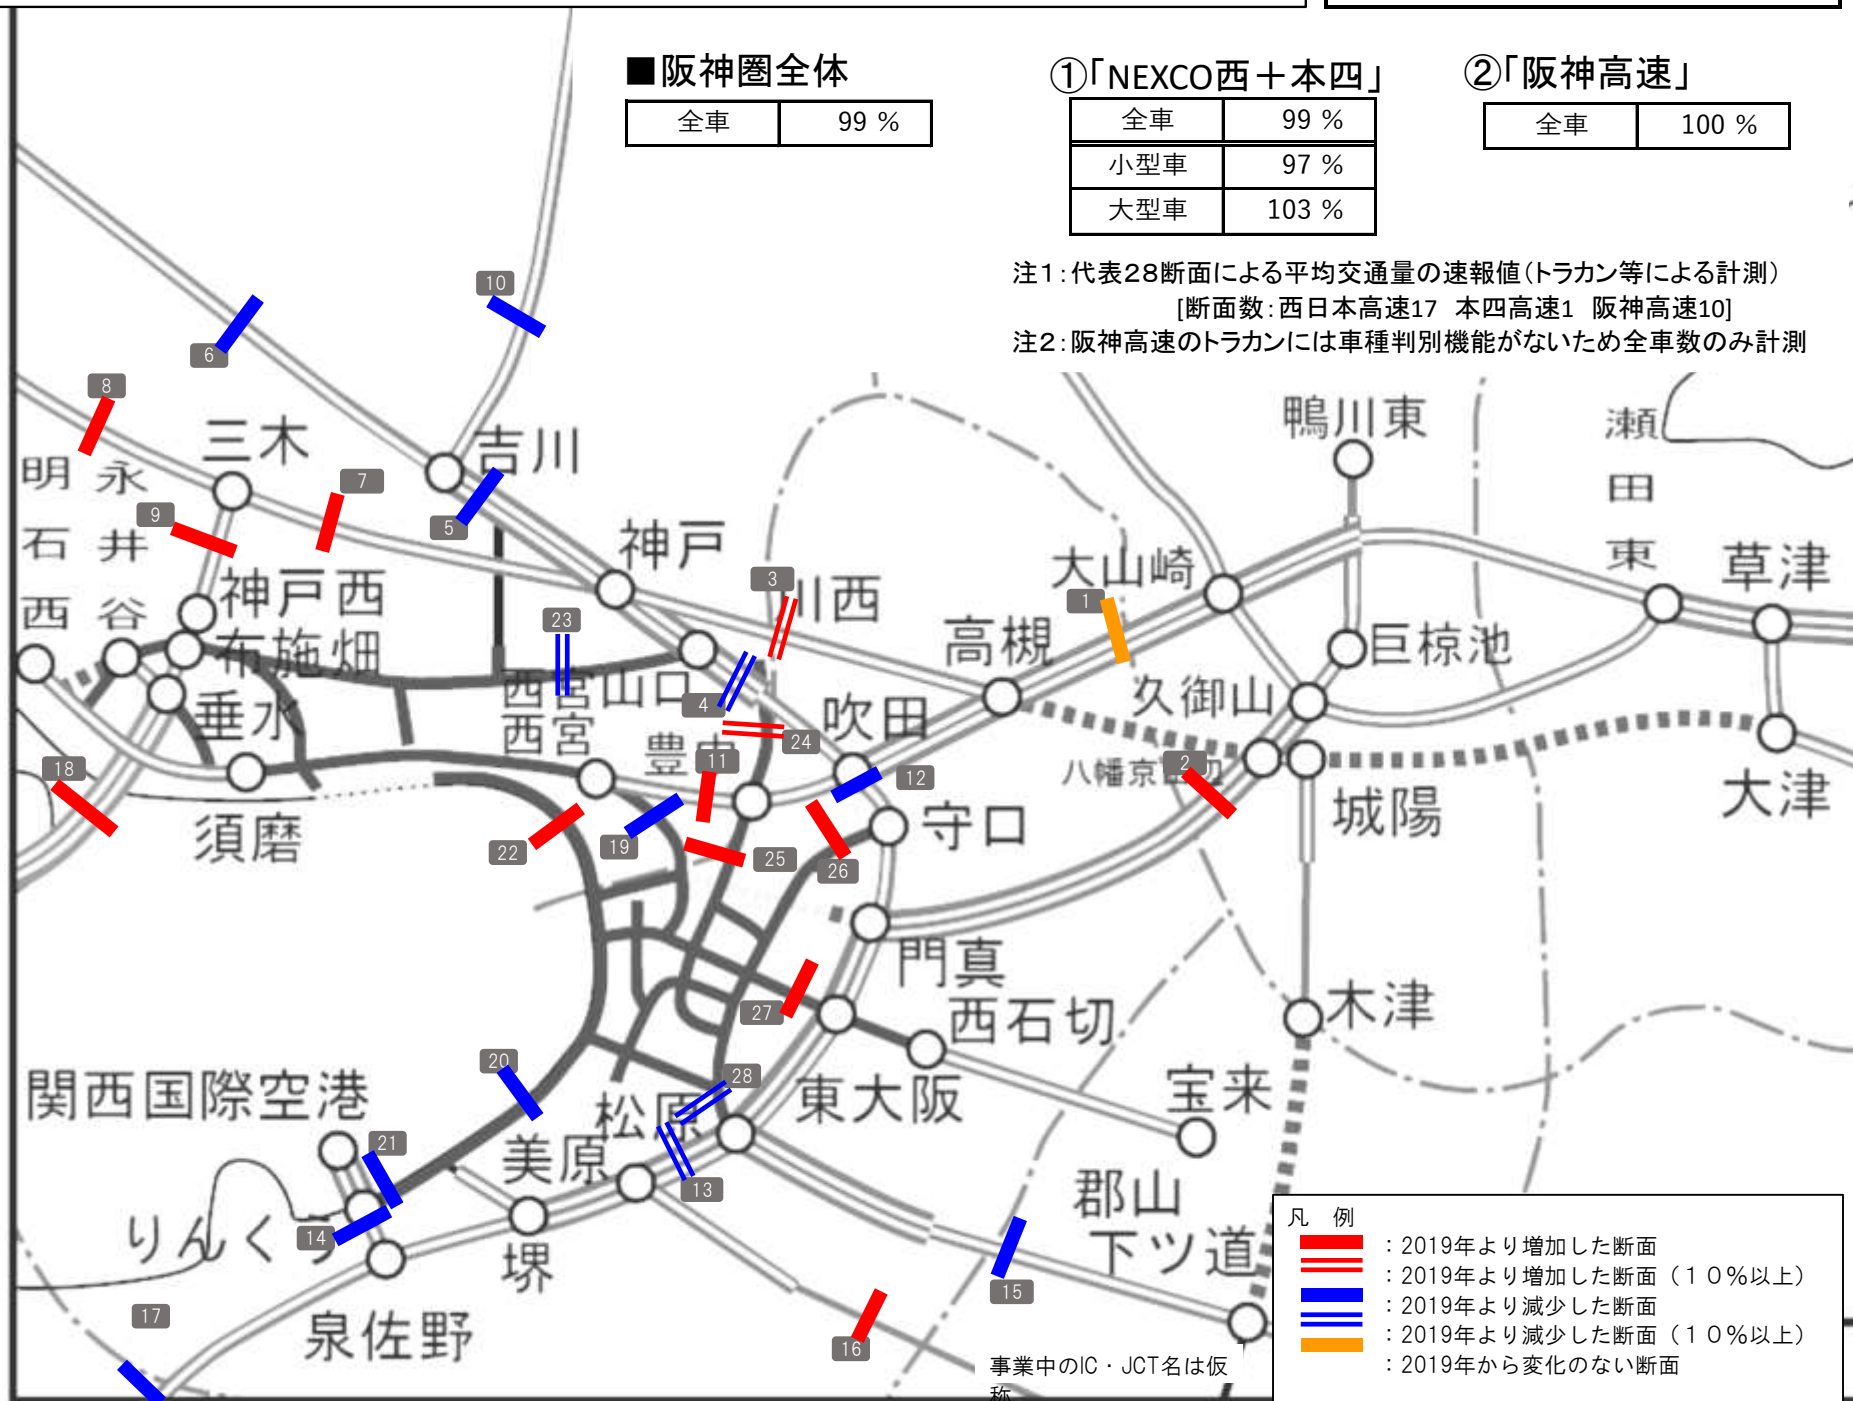 ■阪神圏全体
全車 99 %
①「NEXCO西＋本四」
全車 99 %
小型車 97 %
大型車 103 %
②「阪神高速」
全車 100 %
注１：代表２８断面による平均交通量の速報値（トラカン等による計測）
[断面数：西日本高速17 本四高速1 阪神高速10]
注２：阪神高速のトラカンには車種判別機能がないため全車数のみ計測
10
6
8
三木
吉川
鴨川東
瀬田東
明石西
永井谷
7
9
5
神戸
大山崎
草津
神戸西
3
川西
1
布施畑
23
高槻
巨椋池
西宮山口
4
久御山
垂水
西宮
吹田
24
豊中
11
12
八幡京田辺
2
18
大津
須磨
22
19
25
26
守口
城陽
門真
27
西石切
木津
20
28
関西国際空港
松原
東大阪
宝来
21
美原
13
郡山
下ツ道
りんくう
14
堺
15
17
泉佐野
16
事業中のIC・JCT名は仮
称
凡 例
：2019年より増加した断面
：2019年より増加した断面（１０％以上）
：2019年より減少した断面
：2019年より減少した断面（１０％以上）
：2019年から変化のない断面